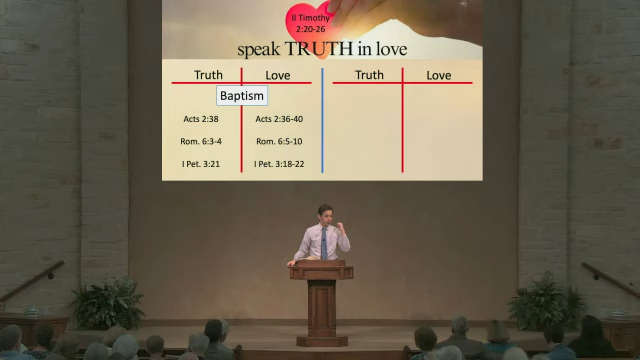 II Timothy
2:20-26
speak TRUTH in love
Truth Love Truth Love
Baptism
Acts 2:38 Acts 2:36-40
Rom. 6:3-4 Rom. 6:5-10
I Pet. 3:21 I Pet. 3:18-22